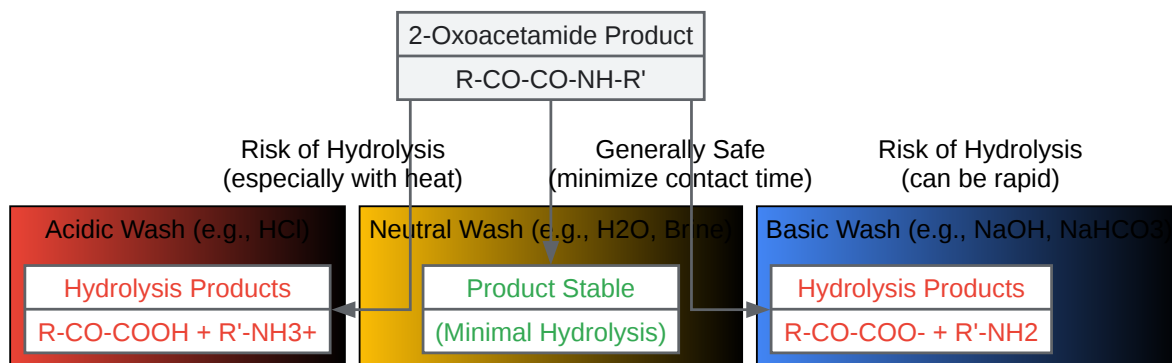 2-Oxoacetamide Product
R-CO-CO-NH-R'
Risk of Hydrolysis
(especially with heat)
Generally Safe
(minimize contact time)
Risk of Hydrolysis
(can be rapid)
Acidic Wash (e.g., HCl)
Neutral Wash (e.g., H2O, Brine)
Basic Wash (e.g., NaOH, NaHCO3)
Hydrolysis Products
R-CO-COOH + R'-NH3+
Product Stable
(Minimal Hydrolysis)
Hydrolysis Products
R-CO-COO- + R'-NH2